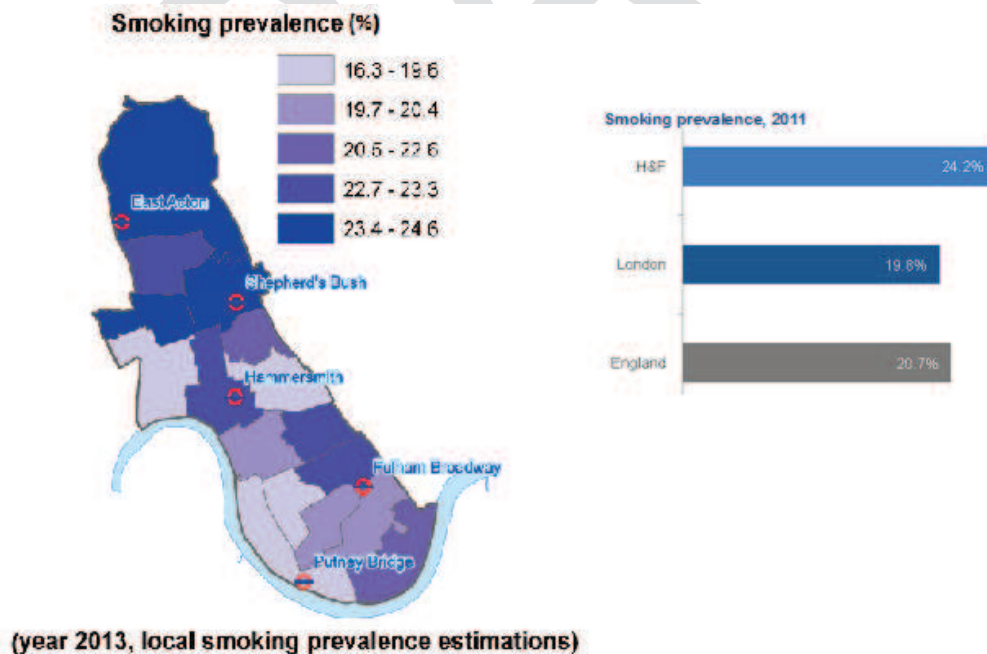 Smoking prevalence (%)
16.3 - 19.6
19.7 - 20.4
20.5 - 22.6
22.7 - 23.3
23.4 - 24.6
East Acton
Shepherd's Bush
Hammersmith
Fulham Broadway
Putney Bridge
(year 2013, local smoking prevalence estimations)
Smoking prevalence, 2011
H&F
24.2%
London
19.8%
England
20.7%